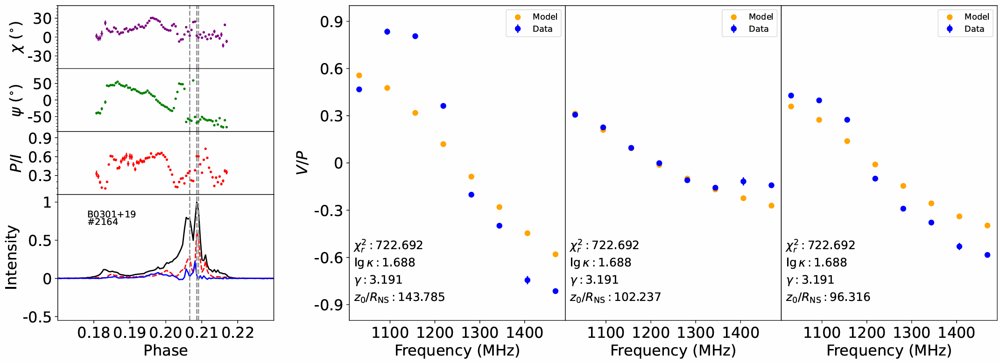 χ (°)
30
0
-30
ψ (°)
50
0
-50
P/I
0.9
0.6
0.3
Intensity
1
0.5
0
-0.5
B0301+19
#2164
0.18 0.19 0.20 0.21 0.22
Phase
V/P
0.9
0.6
0.3
0
-0.3
-0.6
-0.9
Model
Data
χ²ᵣ : 722.692
lg κ : 1.688
γ : 3.191
z₀/R_NS : 143.785
1100 1200 1300 1400
Frequency (MHz)
Model
Data
χ²ᵣ : 722.692
lg κ : 1.688
γ : 3.191
z₀/R_NS : 102.237
1100 1200 1300 1400
Frequency (MHz)
Model
Data
χ²ᵣ : 722.692
lg κ : 1.688
γ : 3.191
z₀/R_NS : 96.316
1100 1200 1300 1400
Frequency (MHz)